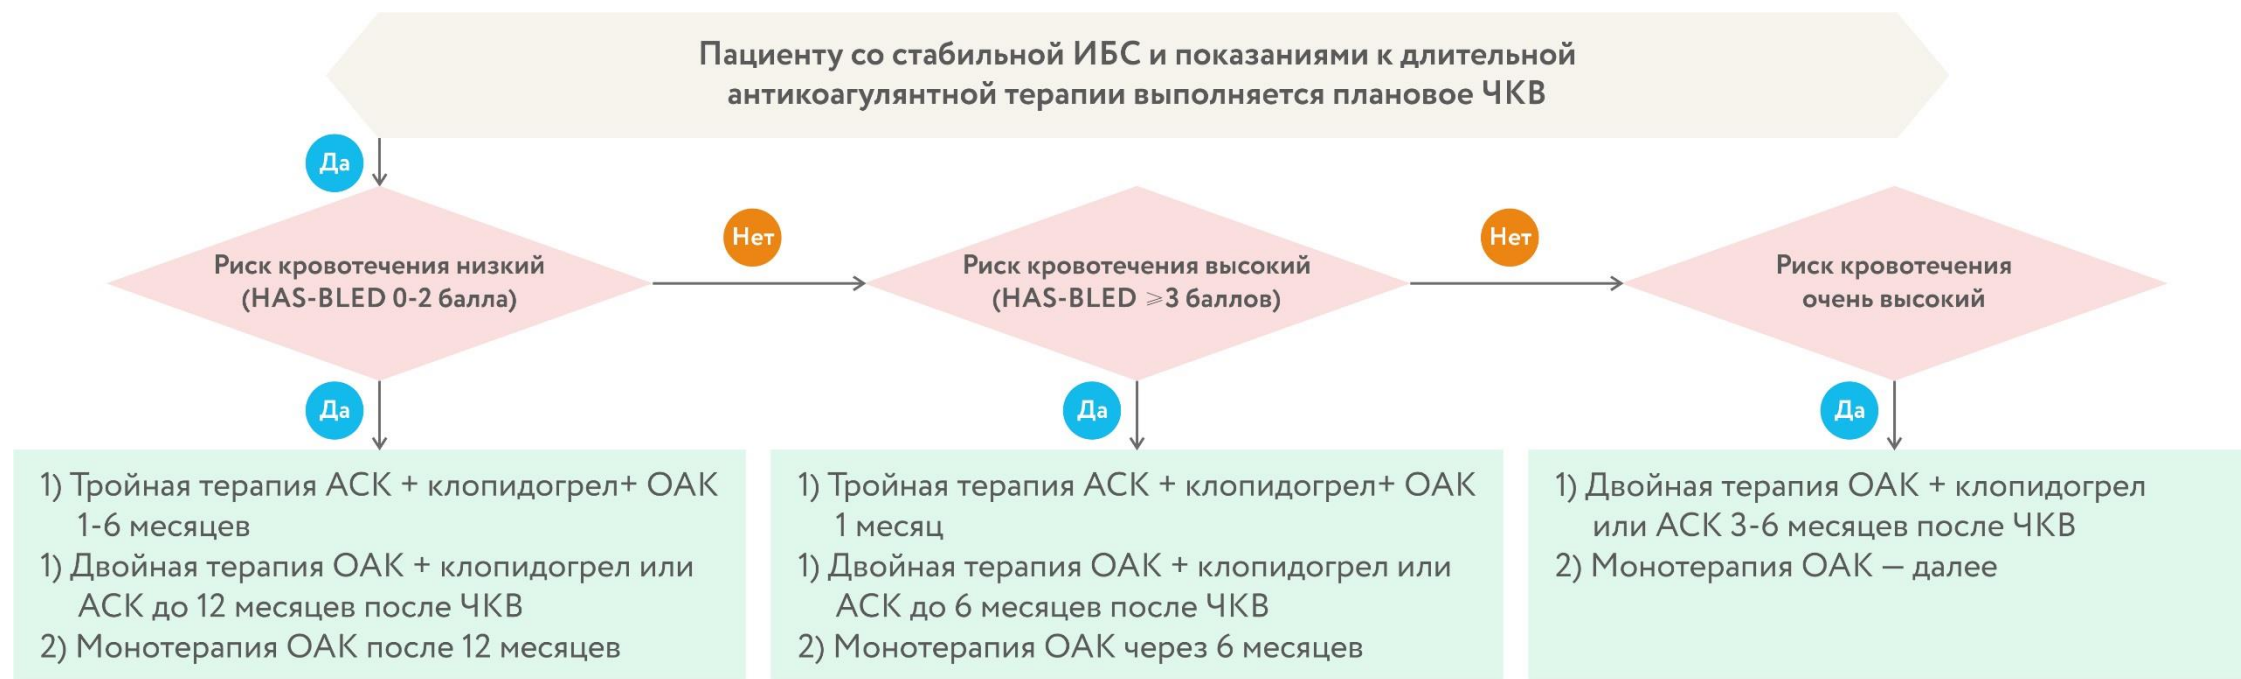 Пациенту со стабильной ИБС и показаниями к длительной
антикоагулянтной терапии выполняется плановое ЧКВ
Да
Риск кровотечения низкий
(HAS-BLED 0-2 балла)
Нет
Риск кровотечения высокий
(HAS-BLED ⩾3 баллов)
Нет
Риск кровотечения
очень высокий
Да
Да
Да
1) Тройная терапия АСК + клопидогрел+ ОАК
1-6 месяцев
1) Двойная терапия ОАК + клопидогрел или
АСК до 12 месяцев после ЧКВ
2) Монотерапия ОАК после 12 месяцев
1) Тройная терапия АСК + клопидогрел+ ОАК
1 месяц
1) Двойная терапия ОАК + клопидогрел или
АСК до 6 месяцев после ЧКВ
2) Монотерапия ОАК через 6 месяцев
1) Двойная терапия ОАК + клопидогрел
или АСК 3-6 месяцев после ЧКВ
2) Монотерапия ОАК — далее